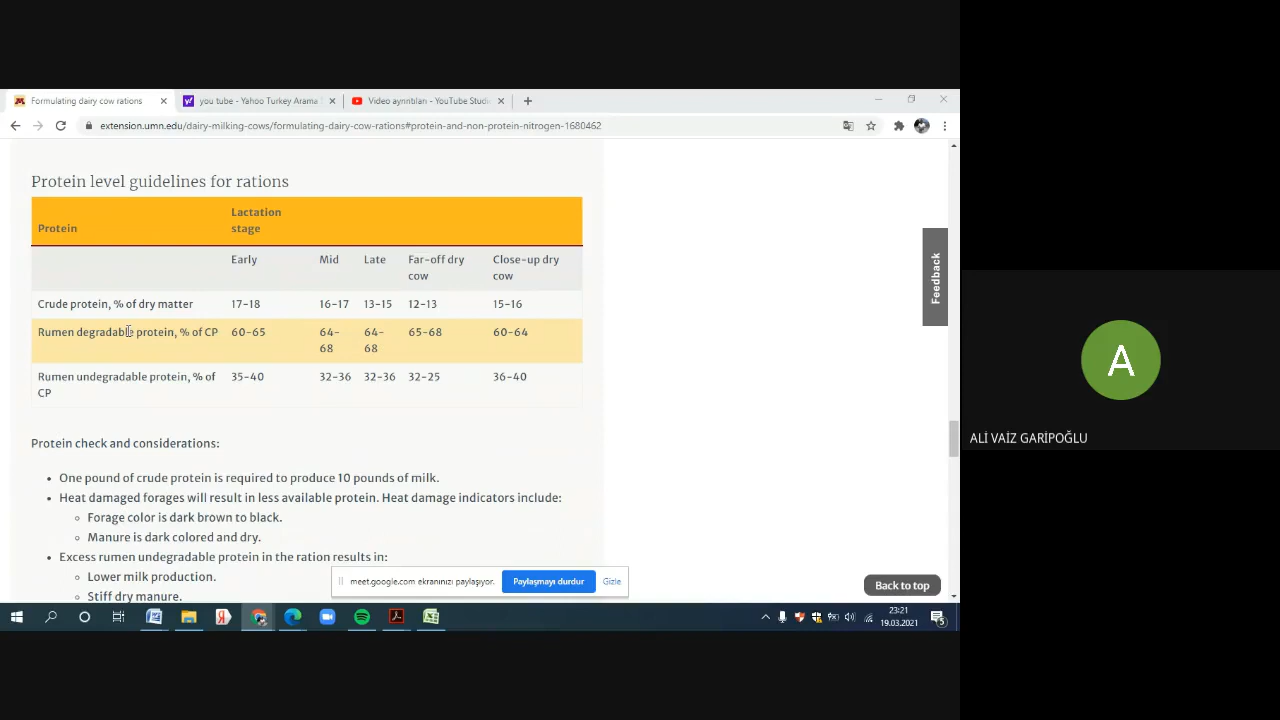 Formulating dairy cow rations
you tube - Yahoo Turkey Arama
Video ayrıntıları - YouTube Studi
extension.umn.edu/dairy-milking-cows/formulating-dairy-cow-rations#protein-and-non-protein-nitrogen-1680462
Protein level guidelines for rations
Lactation
stage
Protein
Early Mid Late Far-off dry cow Close-up dry cow
Crude protein, % of dry matter 17-18 16-17 13-15 12-13 15-16
Rumen degradable protein, % of CP 60-65 64-68 64-68 65-68 60-64
Rumen undegradable protein, % of CP 35-40 32-36 32-36 32-25 36-40
Protein check and considerations:
• One pound of crude protein is required to produce 10 pounds of milk.
• Heat damaged forages will result in less available protein. Heat damage indicators include:
◦ Forage color is dark brown to black.
◦ Manure is dark colored and dry.
• Excess rumen undegradable protein in the ration results in:
◦ Lower milk production.
◦ Stiff dry manure.
meet.google.com ekranınızı paylaşıyor. Paylaşmayı durdur Gizle
Feedback
Back to top
23:21
19.03.2021
5
A
ALİ VAİZ GARİPOĞLU